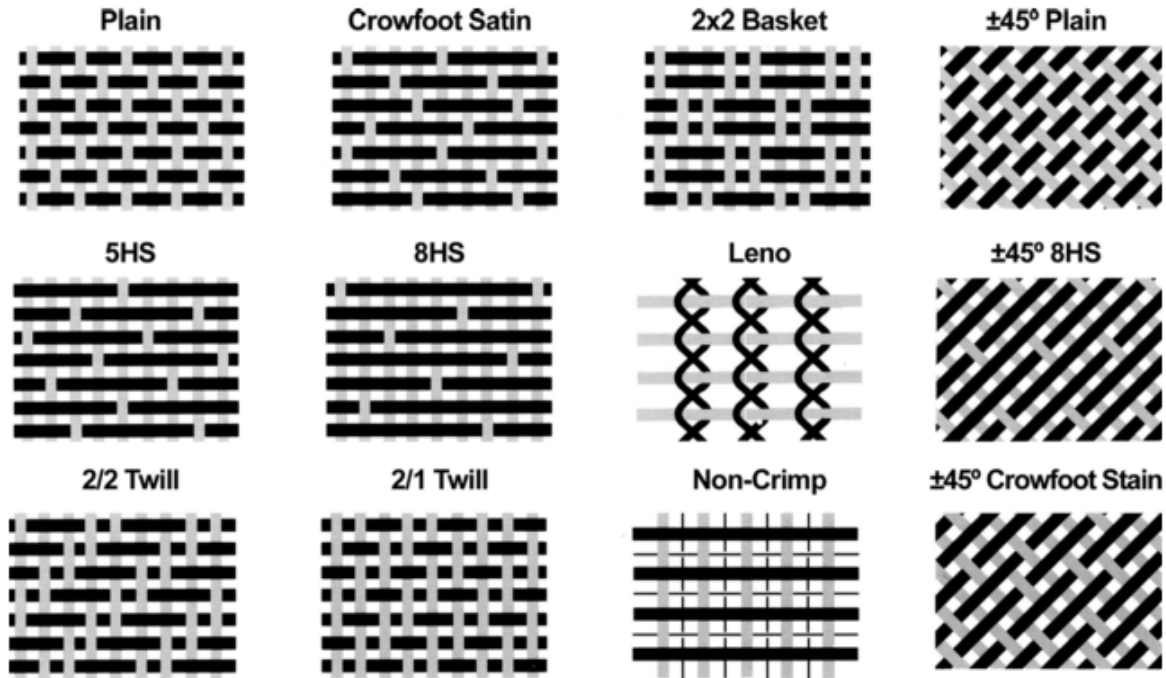 Plain
Crowfoot Satin
2x2 Basket
±45º Plain
5HS
8HS
Leno
±45º 8HS
2/2 Twill
2/1 Twill
Non-Crimp
±45º Crowfoot Stain